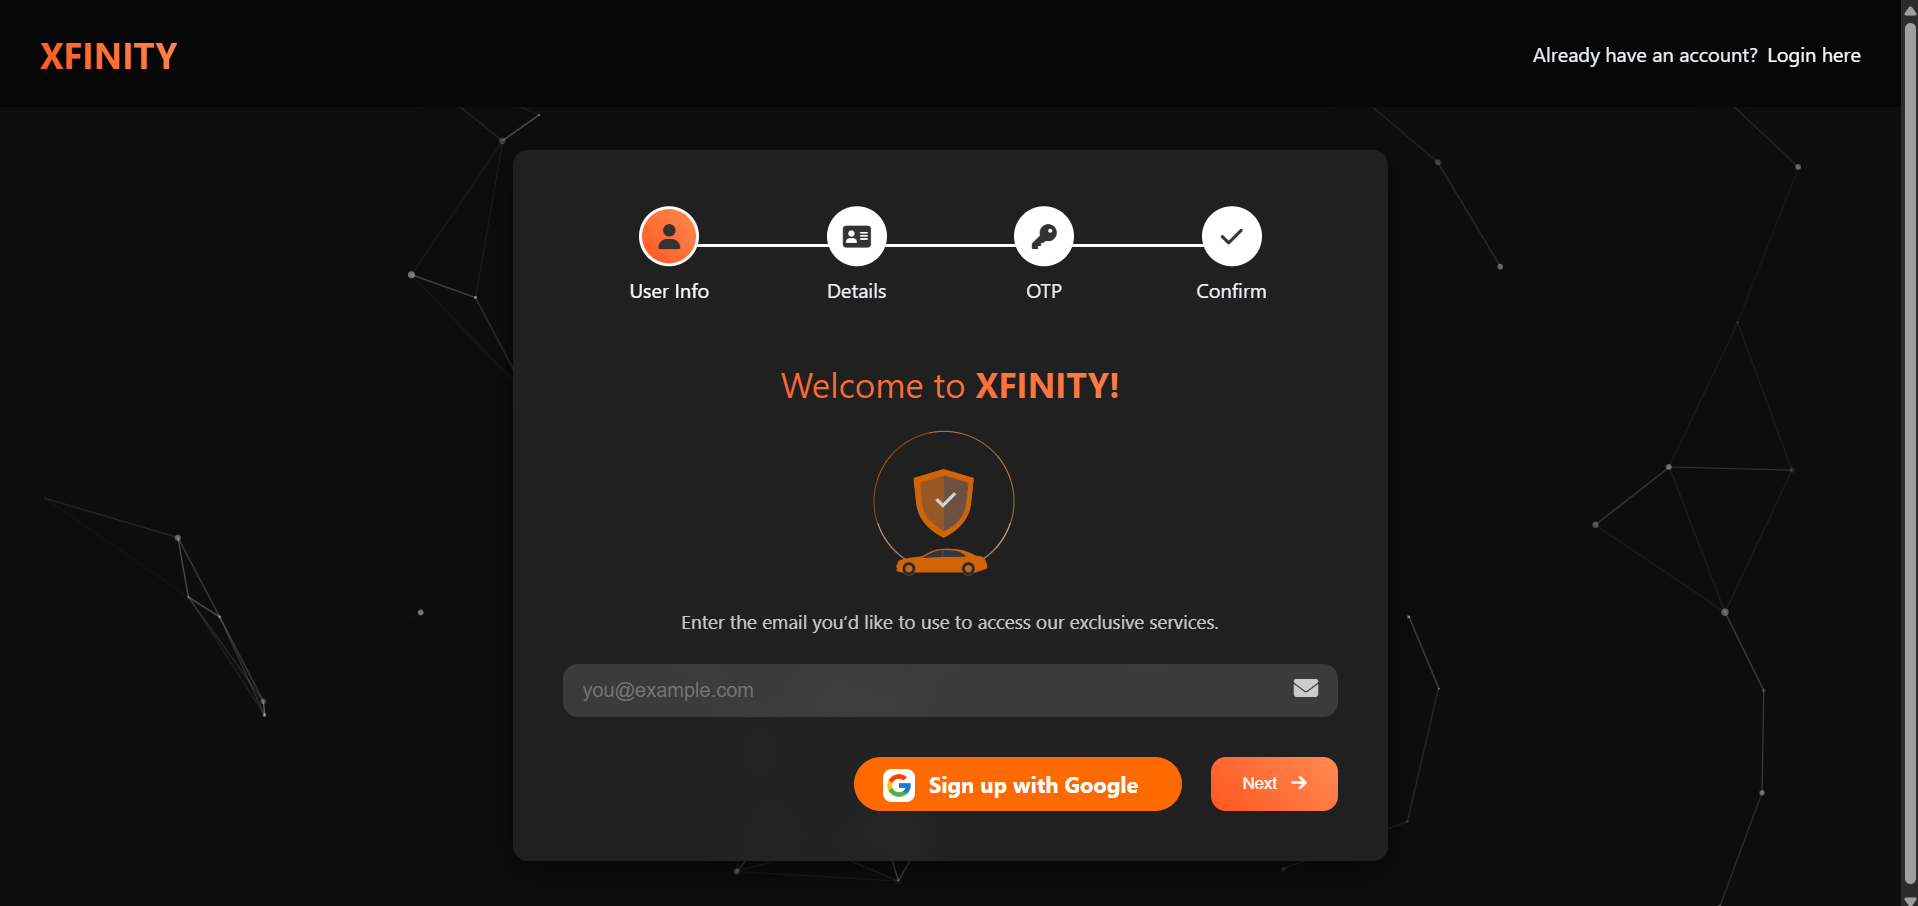 XFINITY
Already have an account? Login here
User Info
Details
OTP
Confirm
Welcome to XFINITY!
Enter the email you'd like to use to access our exclusive services.
you@example.com
Sign up with Google
Next